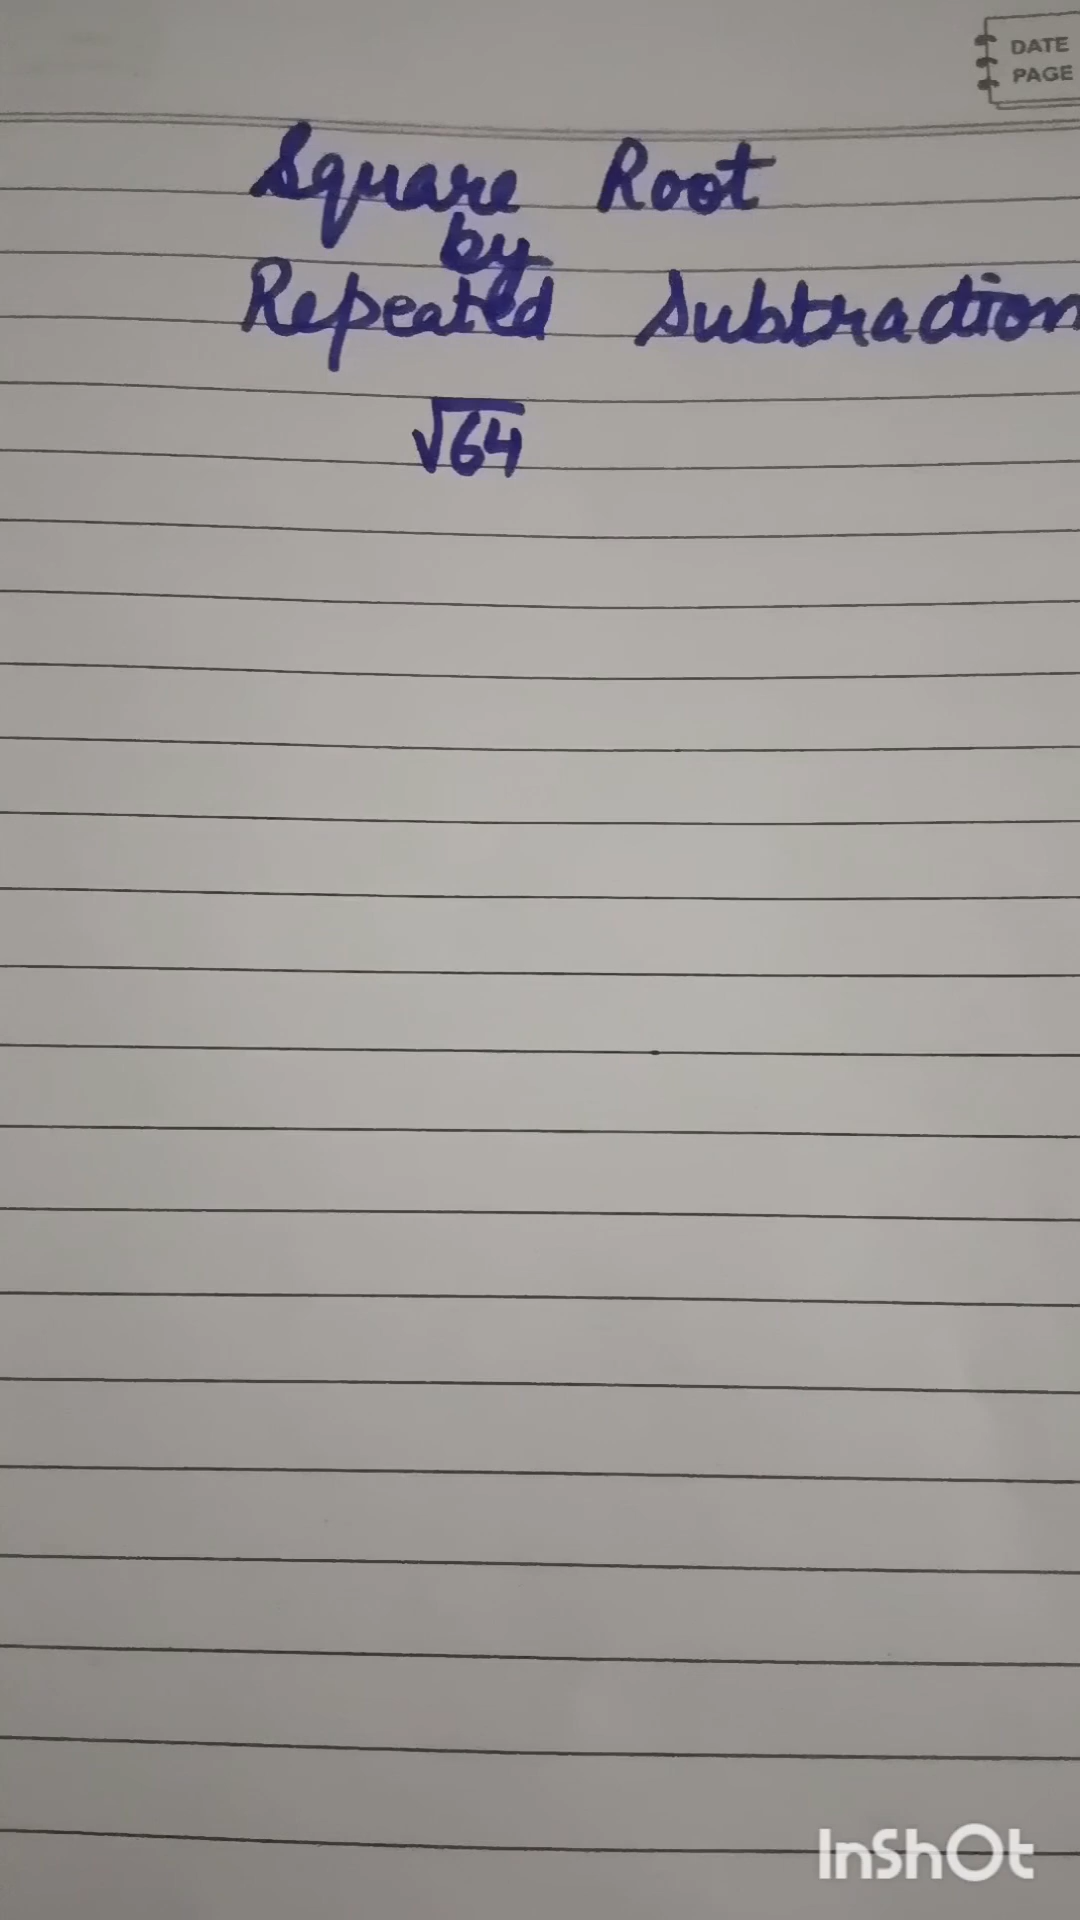 DATE
PAGE
Square Root
by
Repeated Subtraction
√64
InShOt